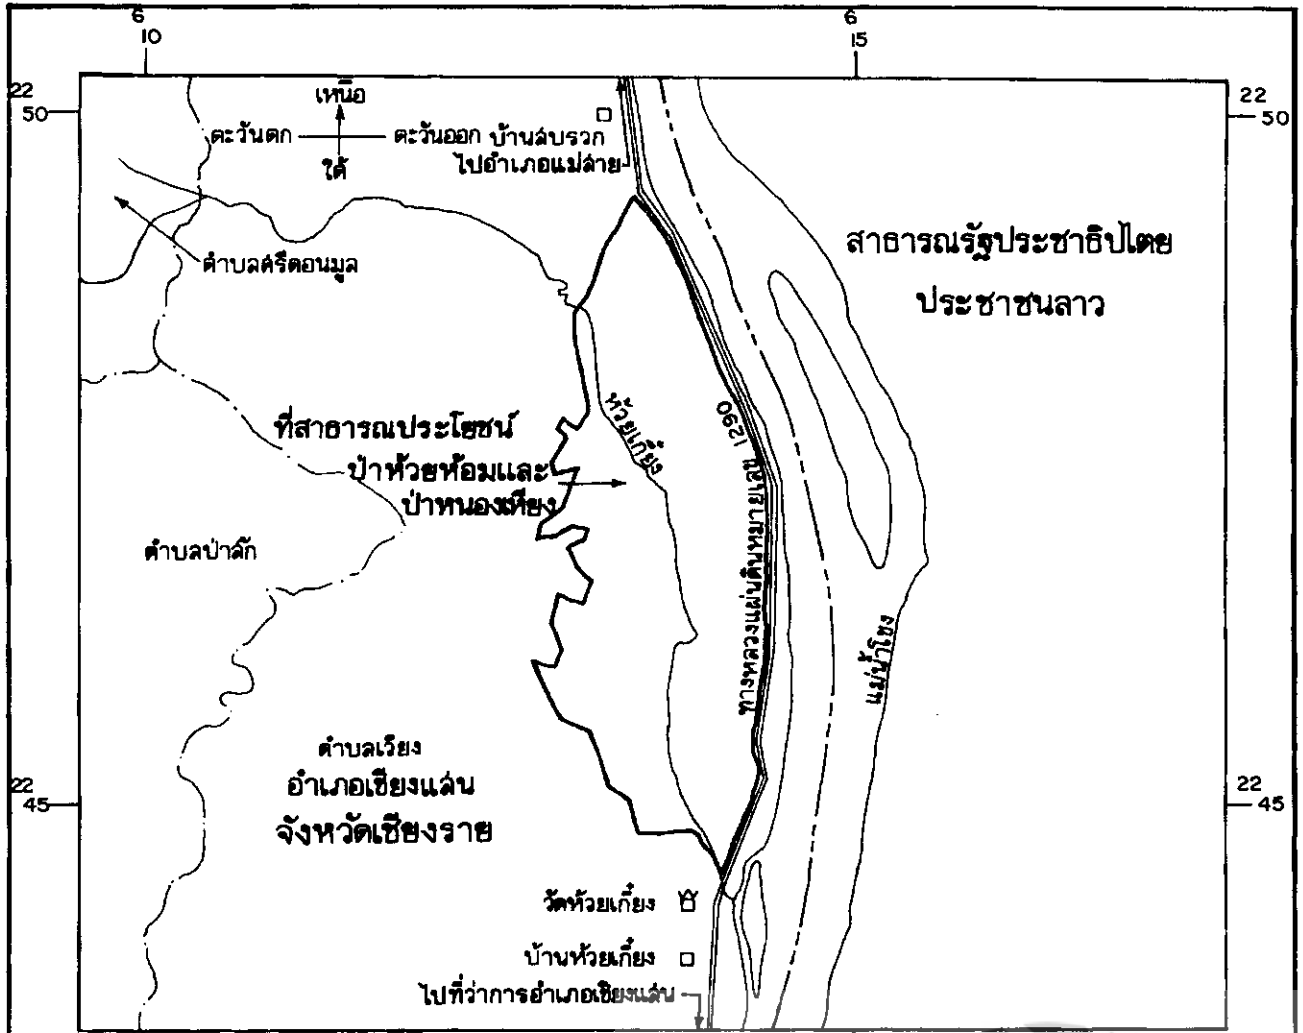 6
10
6
15
22
50
22
50
เหนือ
ตะวันตก
ตะวันออก
ใต้
บ้านสบรวก
ไปอำเภอแม่สาย
สาธารณรัฐประชาธิปไตย
ประชาชนลาว
ตำบลศรีดอนมูล
ที่สาธารณประโยชน์
ป่าห้วยห้อมและ
ป่าหนองเหียง
ห้วยเกี๋ยง
ทางหลวงแผ่นดินหมายเลข 1290
ตำบลป่าสัก
แม่น้ำโขง
ตำบลเวียง
อำเภอเชียงแสน
จังหวัดเชียงราย
22
45
22
45
วัดห้วยเกี๋ยง
บ้านห้วยเกี๋ยง
ไปที่ว่าการอำเภอเชียงแสน